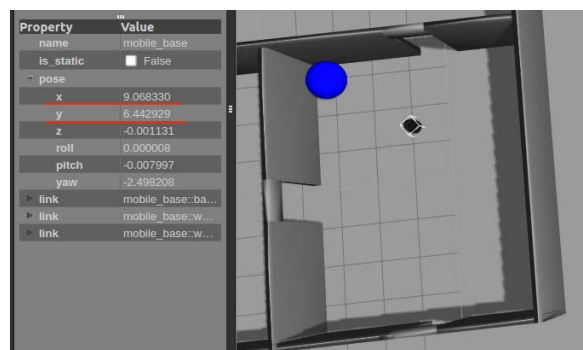 Property Value
name mobile_base
is_static False
pose
x 9.068330
y 6.442929
z -0.001131
roll 0.000008
pitch -0.007997
yaw -2.498208
link mobile_base::ba...
link mobile_base::w...
link mobile_base::w...